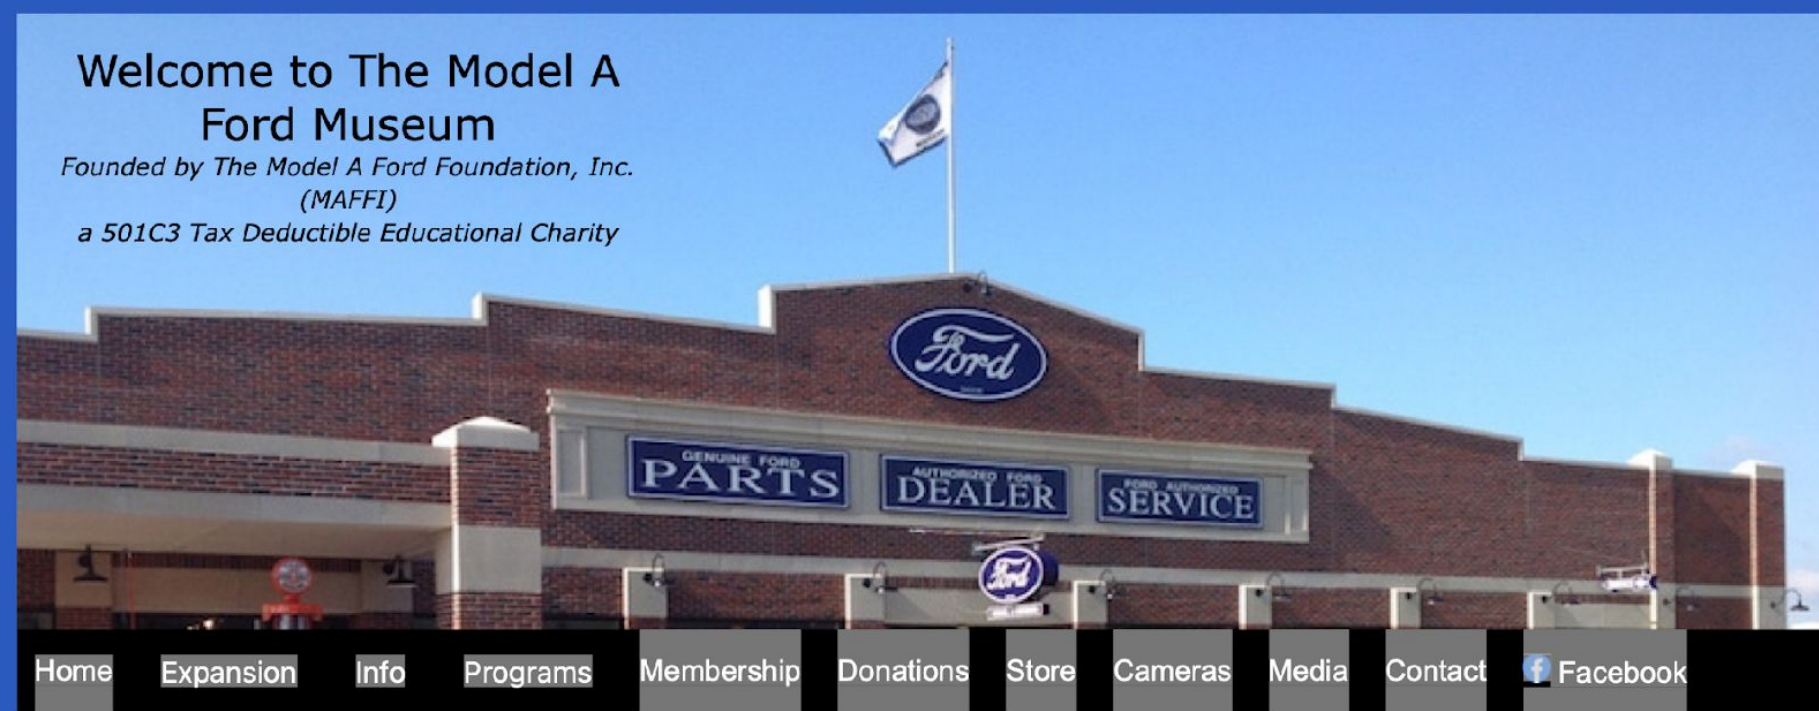 Welcome to The Model A
Ford Museum
Founded by The Model A Ford Foundation, Inc.
(MAFFI)
a 501C3 Tax Deductible Educational Charity
Ford
GENUINE FORD
PARTS
AUTHORIZED FORD
DEALER
FORD AUTHORIZED
SERVICE
Ford
Home Expansion Info Programs Membership Donations Store Cameras Media Contact Facebook